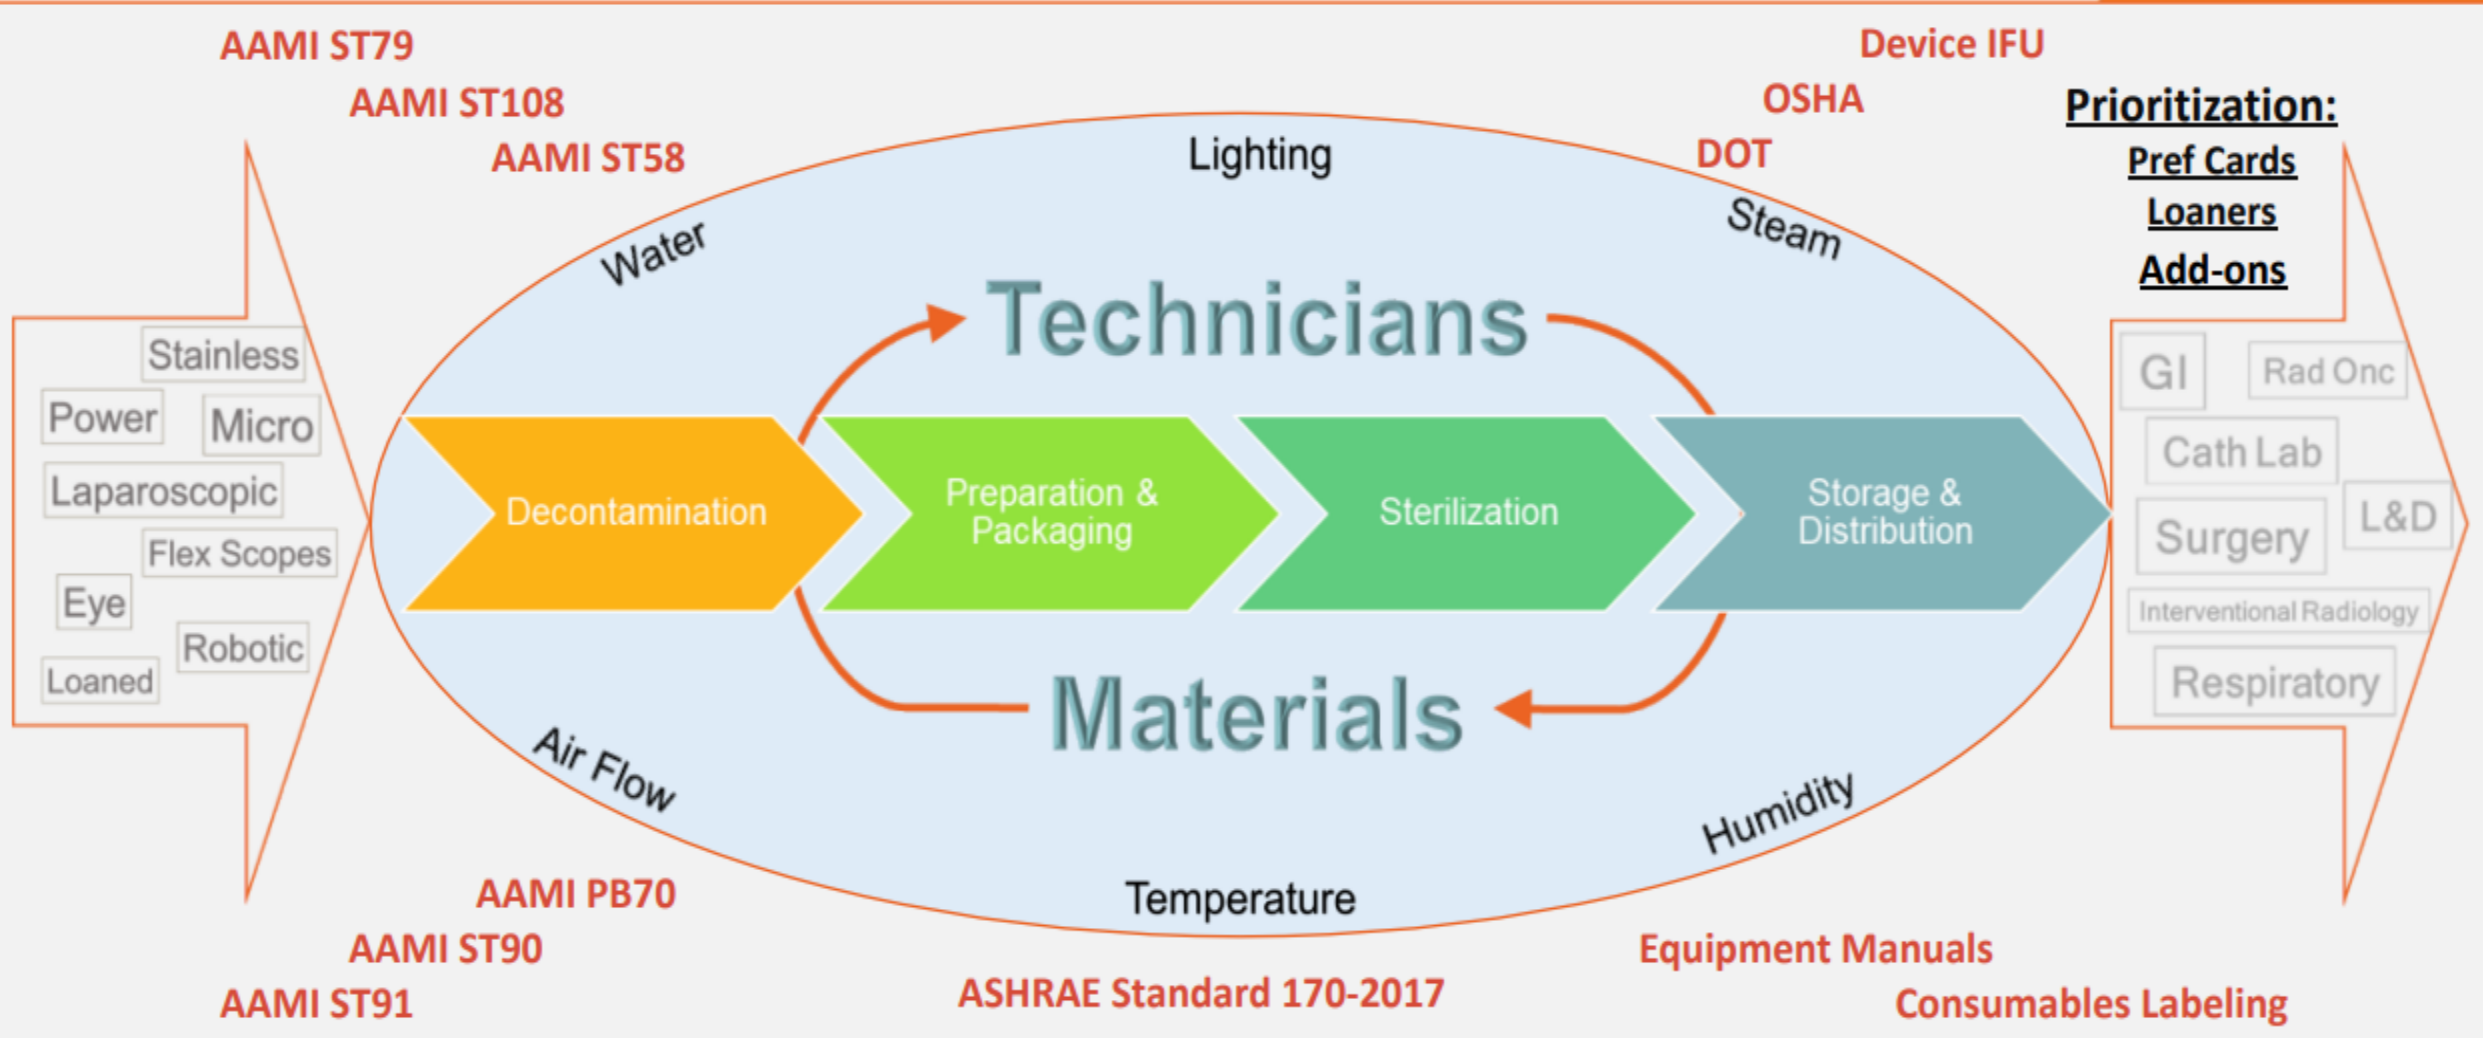 AAMI ST79
AAMI ST108
AAMI ST58
Device IFU
OSHA
DOT
Prioritization:
Pref Cards
Loaners
Add-ons
Lighting
Water
Steam
Technicians
Stainless
Power
Micro
Laparoscopic
Flex Scopes
Eye
Robotic
Loaned
Decontamination
Preparation &
Packaging
Sterilization
Storage &
Distribution
GI
Rad Onc
Cath Lab
L&D
Surgery
Interventional Radiology
Respiratory
Materials
Air Flow
Humidity
Temperature
AAMI PB70
AAMI ST90
AAMI ST91
ASHRAE Standard 170-2017
Equipment Manuals
Consumables Labeling